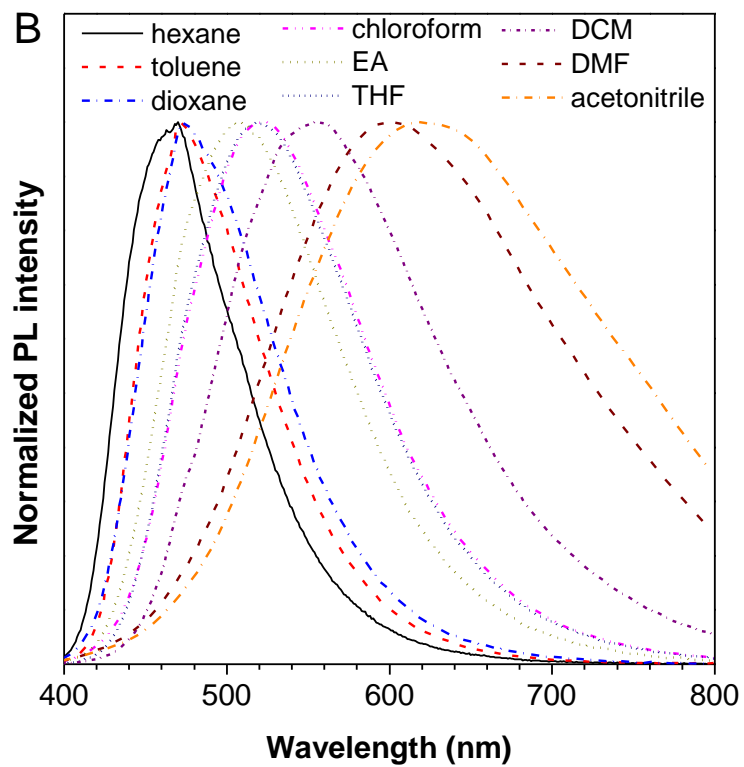 B
hexane
toluene
dioxane
chloroform
EA
THF
DCM
DMF
acetonitrile
Normalized PL intensity
400 500 600 700 800
Wavelength (nm)